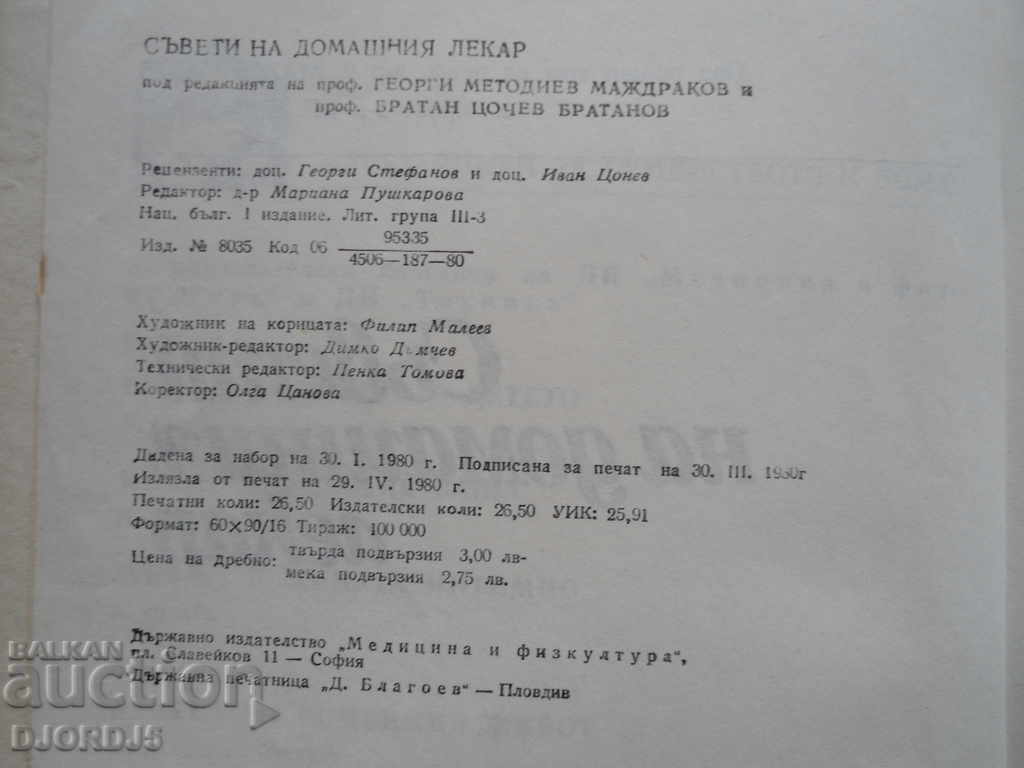 СЪВЕТИ НА ДОМАШНИЯ ЛЕКАР
под редакцията на проф. ГЕОРГИ МЕТОДИЕВ МАЖДРАКОВ и
проф. БРАТАН ЦОЧЕВ БРАТАНОВ
Рецензенти: доц. Георги Стефанов и доц. Иван Цонев
Редактор: д-р Мариана Пушкарова
Нац. бълг. I издание. Лит. група III-3
Изд. № 8035 Код 06 95335
4506—187—80
Художник на корицата: Филип Малеев
Художник-редактор: Димко Димчев
Технически редактор: Пенка Томова
Коректор: Олга Цанова
Дадена за набор на 30. I. 1980 г. Подписана за печат на 30. III. 1980г
Излязла от печат на 29. IV. 1980 г.
Печатни коли: 26,50 Издателски коли: 26,50 УИК: 25,91
Формат: 60×90/16 Тираж: 100 000
Цена на дребно: твърда подвързия 3,00 лв-
мека подвързия 2,75 лв.
Държавно издателство „Медицина и физкултура",
пл. Славейков 11 — София
Държавна печатница „Д. Благоев" — Пловдив
BALKAN
auction
DJORDJ5